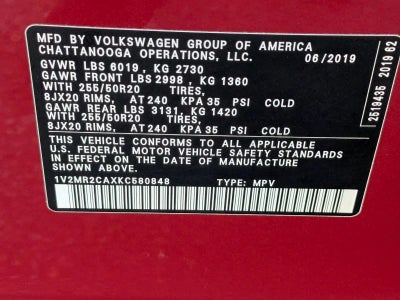 MFD BY VOLKSWAGEN GROUP OF AMERICA
CHATTANOOGA OPERATIONS, LLC. 06/2019
GVWR LBS 6019, KG 2730
GAWR FRONT LBS 2998, KG 1360
WITH 255/50R20 TIRES,
8JX20 RIMS, AT 240 KPA 35 PSI COLD
GAWR REAR LBS 3131, KG 1420
WITH 255/50R20 TIRES,
8JX20 RIMS, AT 240 KPA 35 PSI COLD
THIS VEHICLE CONFORMS TO ALL APPLICABLE
U.S. FEDERAL MOTOR VEHICLE SAFETY STANDARDS
IN EFFECT ON THE DATE OF MANUFACTURE
SHOWN ABOVE.
1V2MR2CAXKC580848 TYPE: MPV
2519435 2019 62